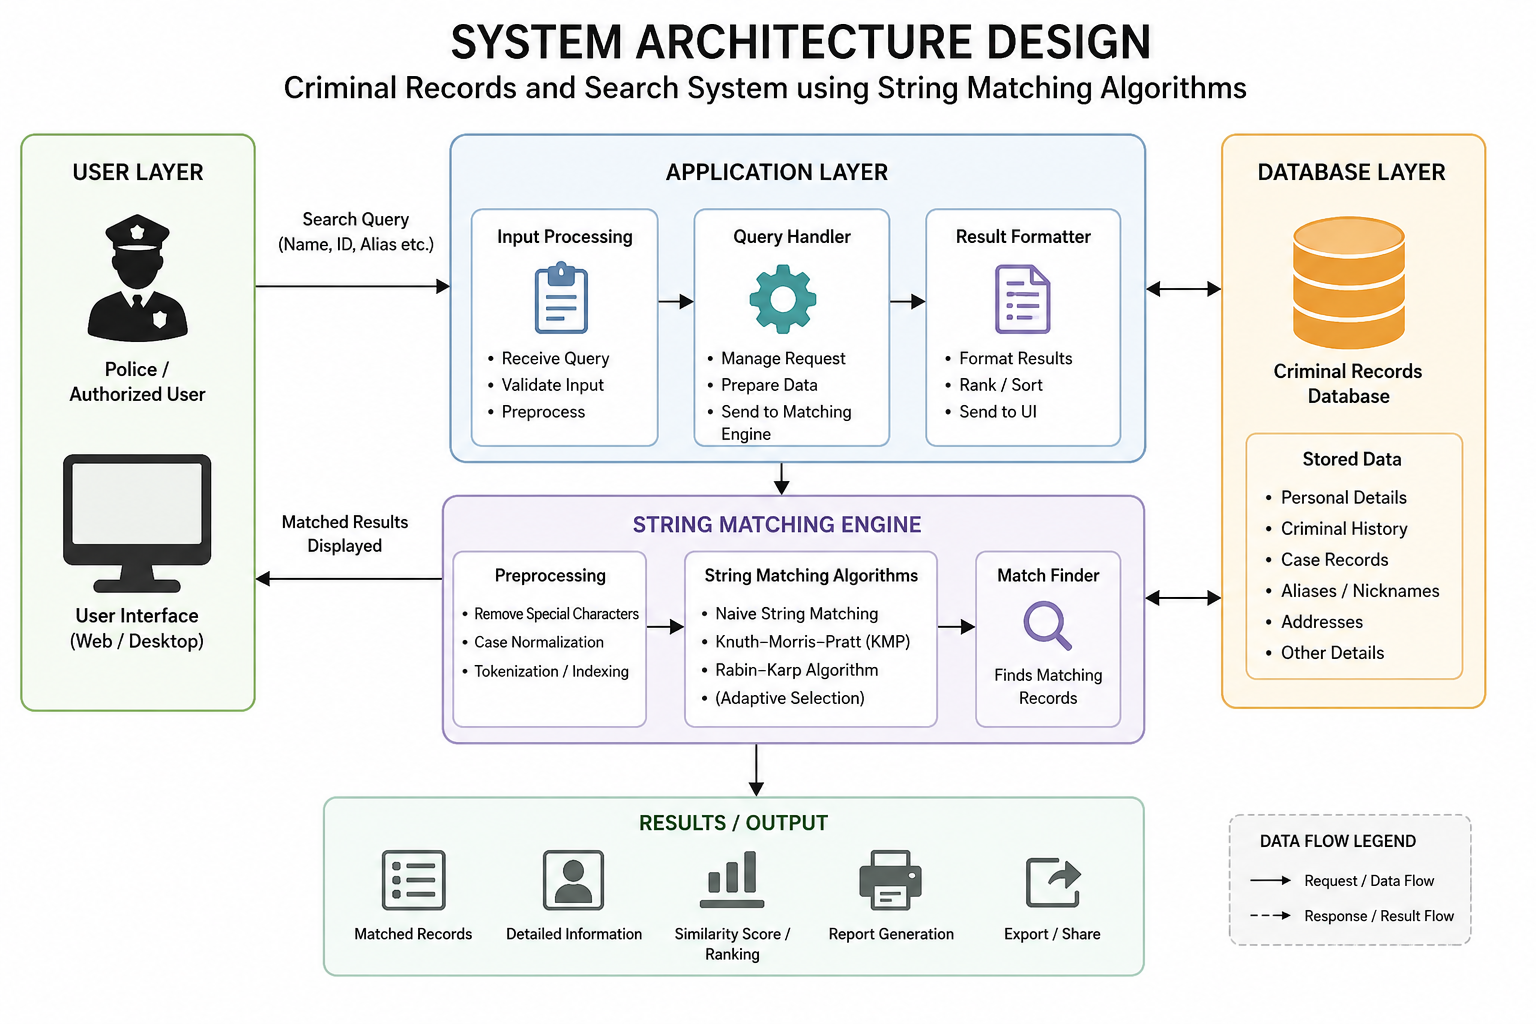 SYSTEM ARCHITECTURE DESIGN
Criminal Records and Search System using String Matching Algorithms
USER LAYER
Police /
Authorized User
User Interface
(Web / Desktop)
Search Query
(Name, ID, Alias etc.)
Matched Results
Displayed
APPLICATION LAYER
Input Processing
• Receive Query
• Validate Input
• Preprocess
Query Handler
• Manage Request
• Prepare Data
• Send to Matching
Engine
Result Formatter
• Format Results
• Rank / Sort
• Send to UI
STRING MATCHING ENGINE
Preprocessing
• Remove Special Characters
• Case Normalization
• Tokenization / Indexing
String Matching Algorithms
• Naive String Matching
• Knuth–Morris–Pratt (KMP)
• Rabin–Karp Algorithm
• (Adaptive Selection)
Match Finder
Finds Matching
Records
DATABASE LAYER
Criminal Records
Database
Stored Data
• Personal Details
• Criminal History
• Case Records
• Aliases / Nicknames
• Addresses
• Other Details
RESULTS / OUTPUT
Matched Records
Detailed Information
Similarity Score /
Ranking
Report Generation
Export / Share
DATA FLOW LEGEND
Request / Data Flow
Response / Result Flow